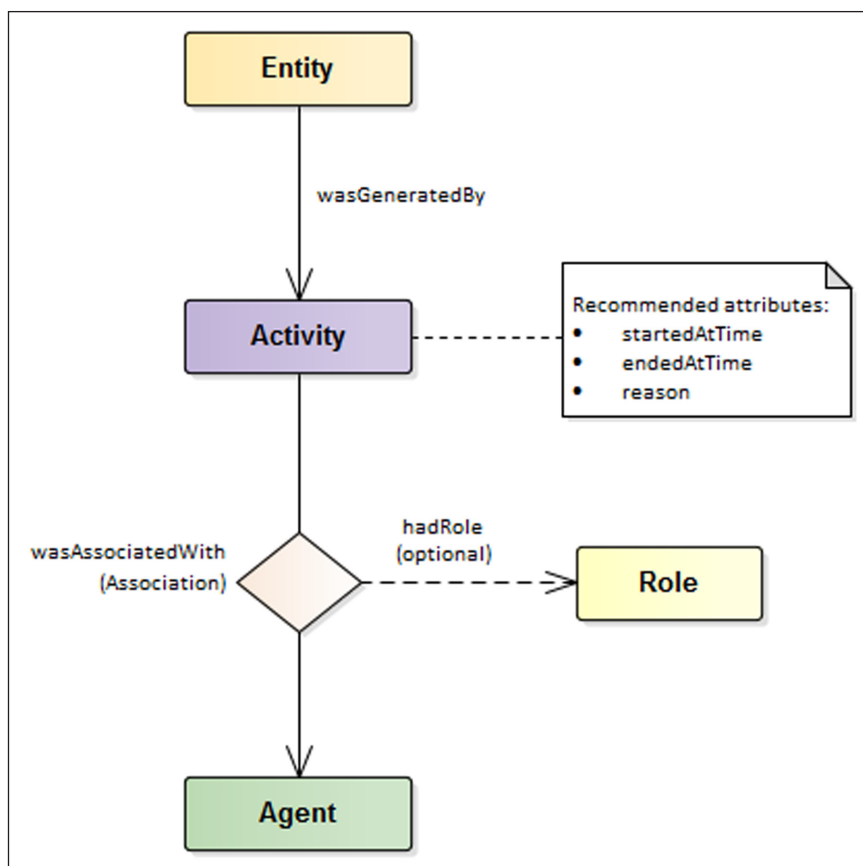 Entity
wasGeneratedBy
Activity
Recommended attributes:
• startedAtTime
• endedAtTime
• reason
wasAssociatedWith
(Association)
hadRole
(optional)
Role
Agent